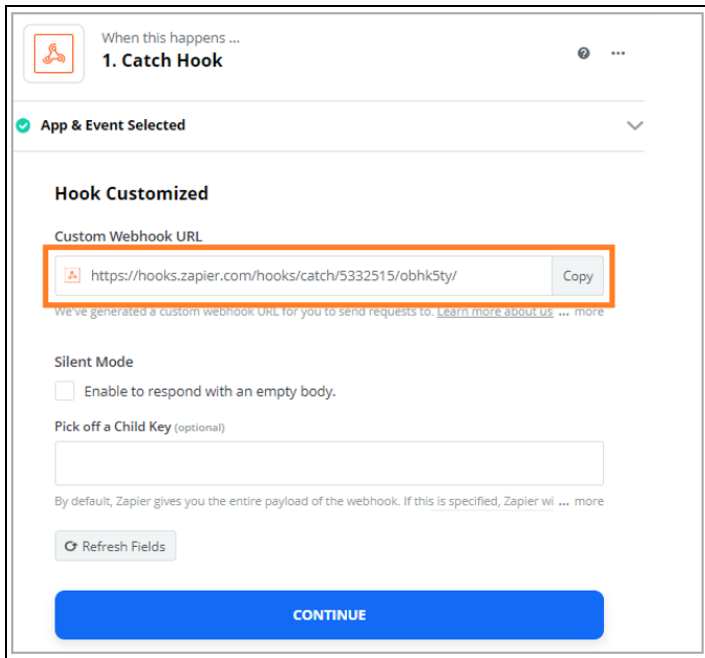 When this happens ...
1. Catch Hook
App & Event Selected
Hook Customized
Custom Webhook URL
https://hooks.zapier.com/hooks/catch/5332515/obhk5ty/
Copy
We've generated a custom webhook URL for you to send requests to. Learn more about us ... more
Silent Mode
Enable to respond with an empty body.
Pick off a Child Key (optional)
By default, Zapier gives you the entire payload of the webhook. If this is specified, Zapier wi ... more
Refresh Fields
CONTINUE